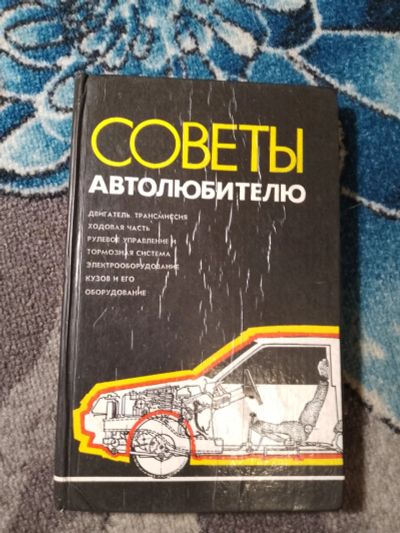 СОВЕТЫ
АВТОЛЮБИТЕЛЮ
ДВИГАТЕЛЬ ТРАНСМИССИЯ
ХОДОВАЯ ЧАСТЬ
РУЛЕВОЕ УПРАВЛЕНИЕ И
ТОРМОЗНАЯ СИСТЕМА
ЭЛЕКТРООБОРУДОВАНИЕ
КУЗОВ И ЕГО
ОБОРУДОВАНИЕ